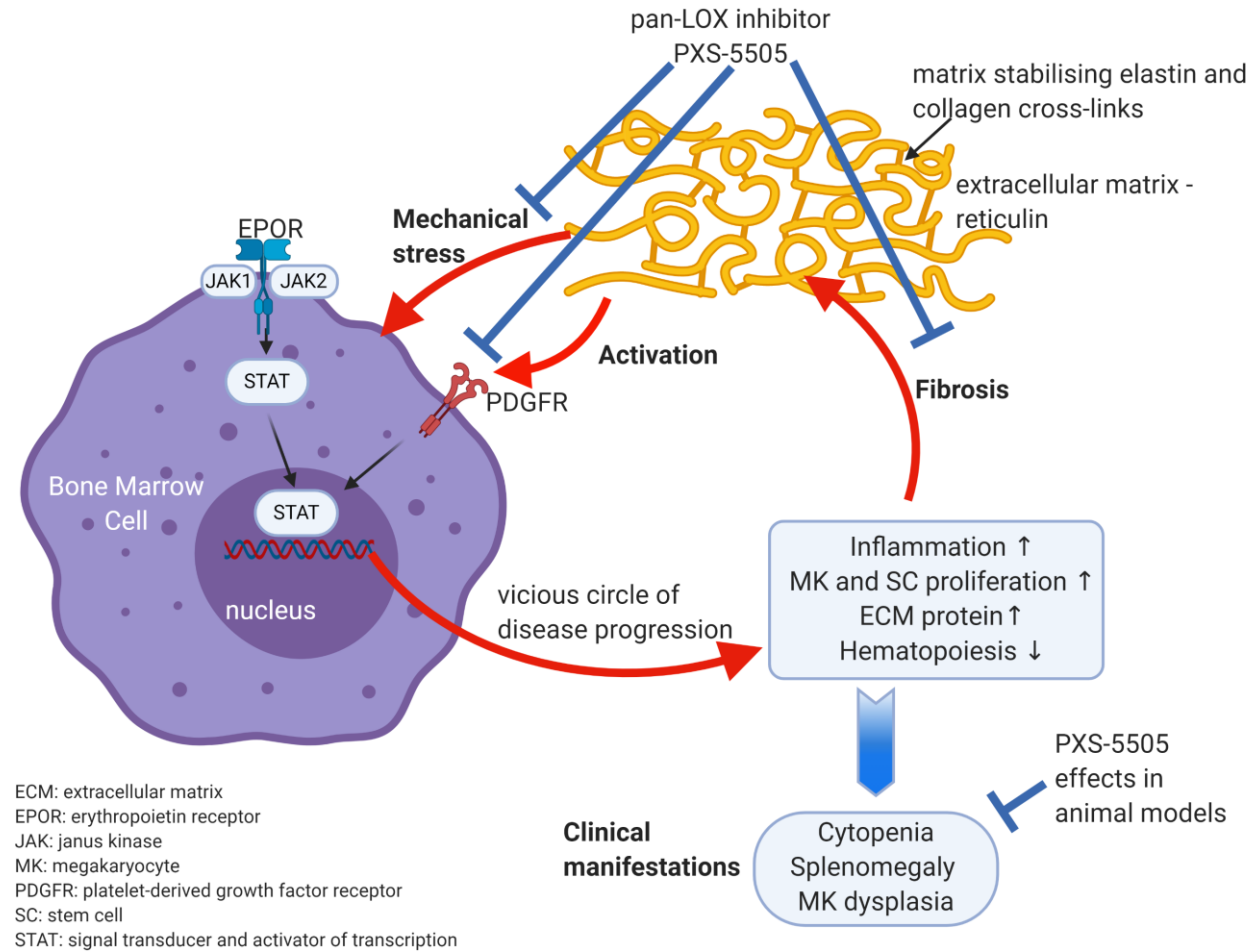 pan-LOX inhibitor
PXS-5505
matrix stabilising elastin and
collagen cross-links
extracellular matrix -
reticulin
Mechanical
stress
EPOR
JAK1
JAK2
STAT
Activation
PDGFR
Fibrosis
Bone Marrow
Cell
STAT
nucleus
vicious circle of
disease progression
Inflammation ↑
MK and SC proliferation ↑
ECM protein↑
Hematopoiesis ↓
PXS-5505
effects in
animal models
Clinical
manifestations
Cytopenia
Splenomegaly
MK dysplasia
ECM: extracellular matrix
EPOR: erythropoietin receptor
JAK: janus kinase
MK: megakaryocyte
PDGFR: platelet-derived growth factor receptor
SC: stem cell
STAT: signal transducer and activator of transcription